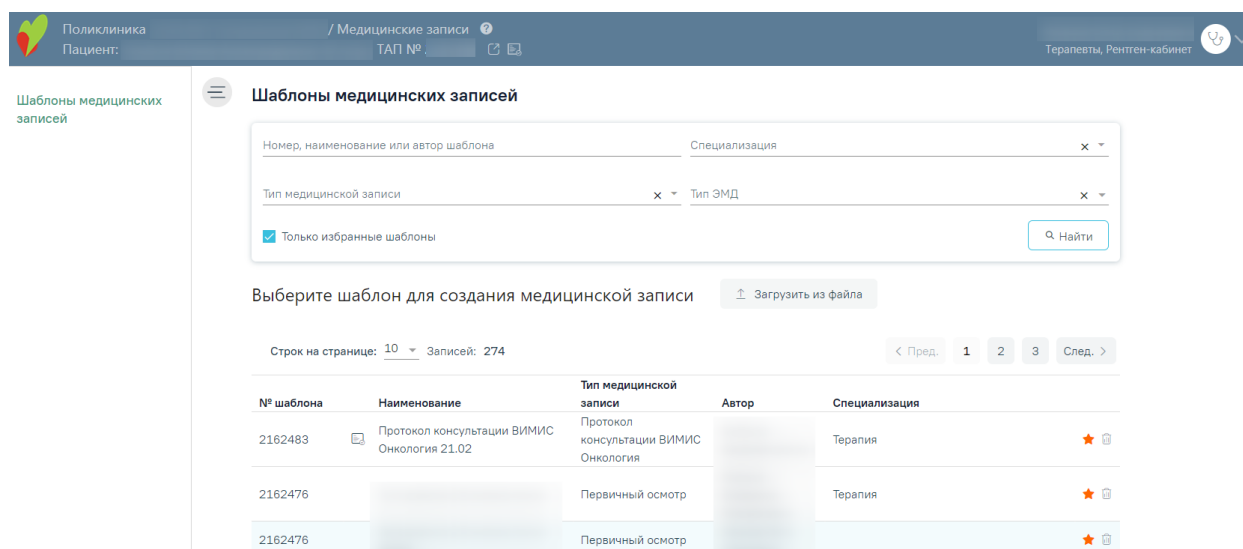 Поликлиника / Медицинские записи ?
Пациент: ТАП №
Терапевты, Рентген-кабинет
Шаблоны медицинских
записей
Шаблоны медицинских записей
Номер, наименование или автор шаблона
Специализация
Тип медицинской записи
Тип ЭМД
Только избранные шаблоны
Найти
Выберите шаблон для создания медицинской записи
Загрузить из файла
Строк на странице: 10 Записей: 274
< Пред. 1 2 3 След. >
№ шаблона Наименование Тип медицинской записи Автор Специализация
2162483
Протокол консультации ВИМИС
Онкология 21.02
Протокол
консультации ВИМИС
Онкология
Терапия
2162476 Первичный осмотр Терапия
2162476 Первичный осмотр